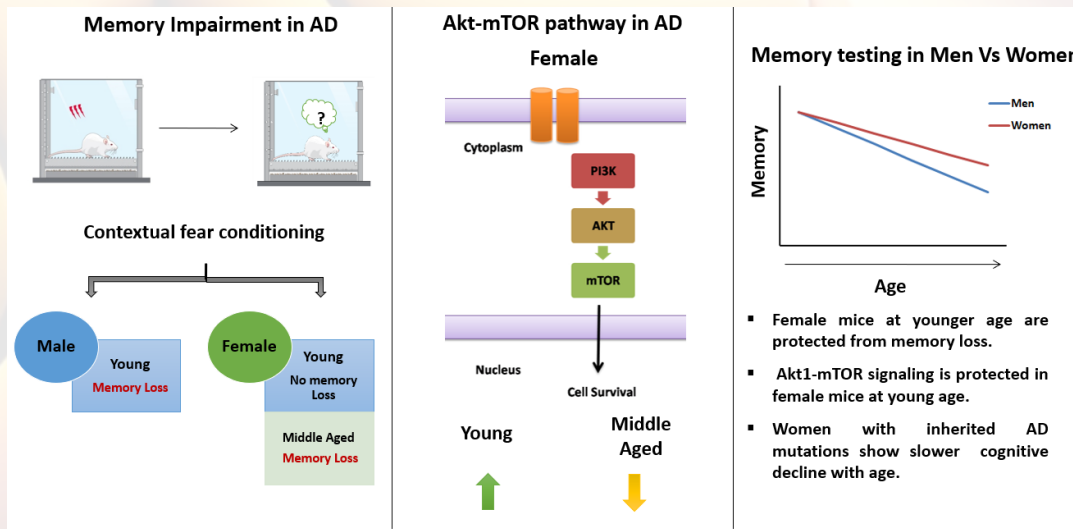 Memory Impairment in AD
?
Contextual fear conditioning
Male
Young
Memory Loss
Female
Young
No memory
Loss
Middle Aged
Memory Loss
Akt-mTOR pathway in AD
Female
Cytoplasm
PI3K
AKT
mTOR
Nucleus
Cell Survival
Young
Middle
Aged
Memory testing in Men Vs Women
Men
Women
Memory
Age
▪ Female mice at younger age are
protected from memory loss.
▪ Akt1-mTOR signaling is protected in
female mice at young age.
▪ Women with inherited AD
mutations show slower cognitive
decline with age.